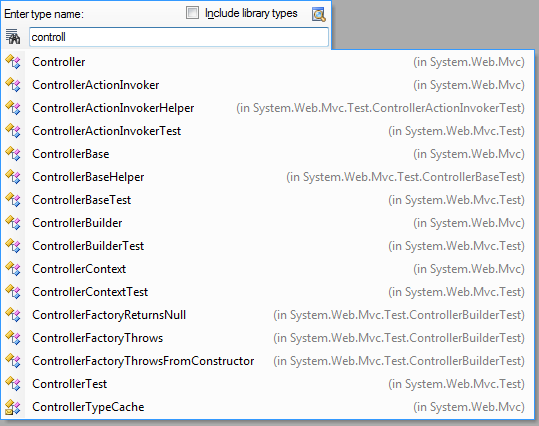 Enter type name: Include library types
controll
Controller (in System.Web.Mvc)
ControllerActionInvoker (in System.Web.Mvc)
ControllerActionInvokerHelper (in System.Web.Mvc.Test.ControllerActionInvokerTest)
ControllerActionInvokerTest (in System.Web.Mvc.Test)
ControllerBase (in System.Web.Mvc)
ControllerBaseHelper (in System.Web.Mvc.Test.ControllerBaseTest)
ControllerBaseTest (in System.Web.Mvc.Test)
ControllerBuilder (in System.Web.Mvc)
ControllerBuilderTest (in System.Web.Mvc.Test)
ControllerContext (in System.Web.Mvc)
ControllerContextTest (in System.Web.Mvc.Test)
ControllerFactoryReturnsNull (in System.Web.Mvc.Test.ControllerBuilderTest)
ControllerFactoryThrows (in System.Web.Mvc.Test.ControllerBuilderTest)
ControllerFactoryThrowsFromConstructor (in System.Web.Mvc.Test.ControllerBuilderTest)
ControllerTest (in System.Web.Mvc.Test)
ControllerTypeCache (in System.Web.Mvc)